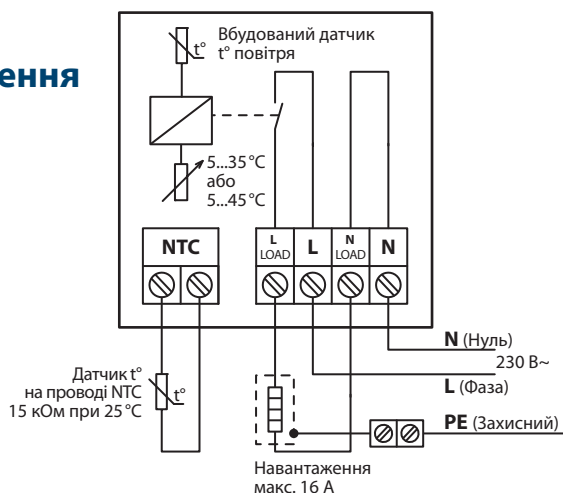 Вбудований датчик
t° t° повітря
ення
5...35 °C
або
5...45 °C
NTC
L LOAD
L
N LOAD
N
N (Нуль)
230 В~
L (Фаза)
PE (Захисний)
Датчик t°
на проводі NTC
15 кОм при 25 °C
t°
Навантаження
макс. 16 А